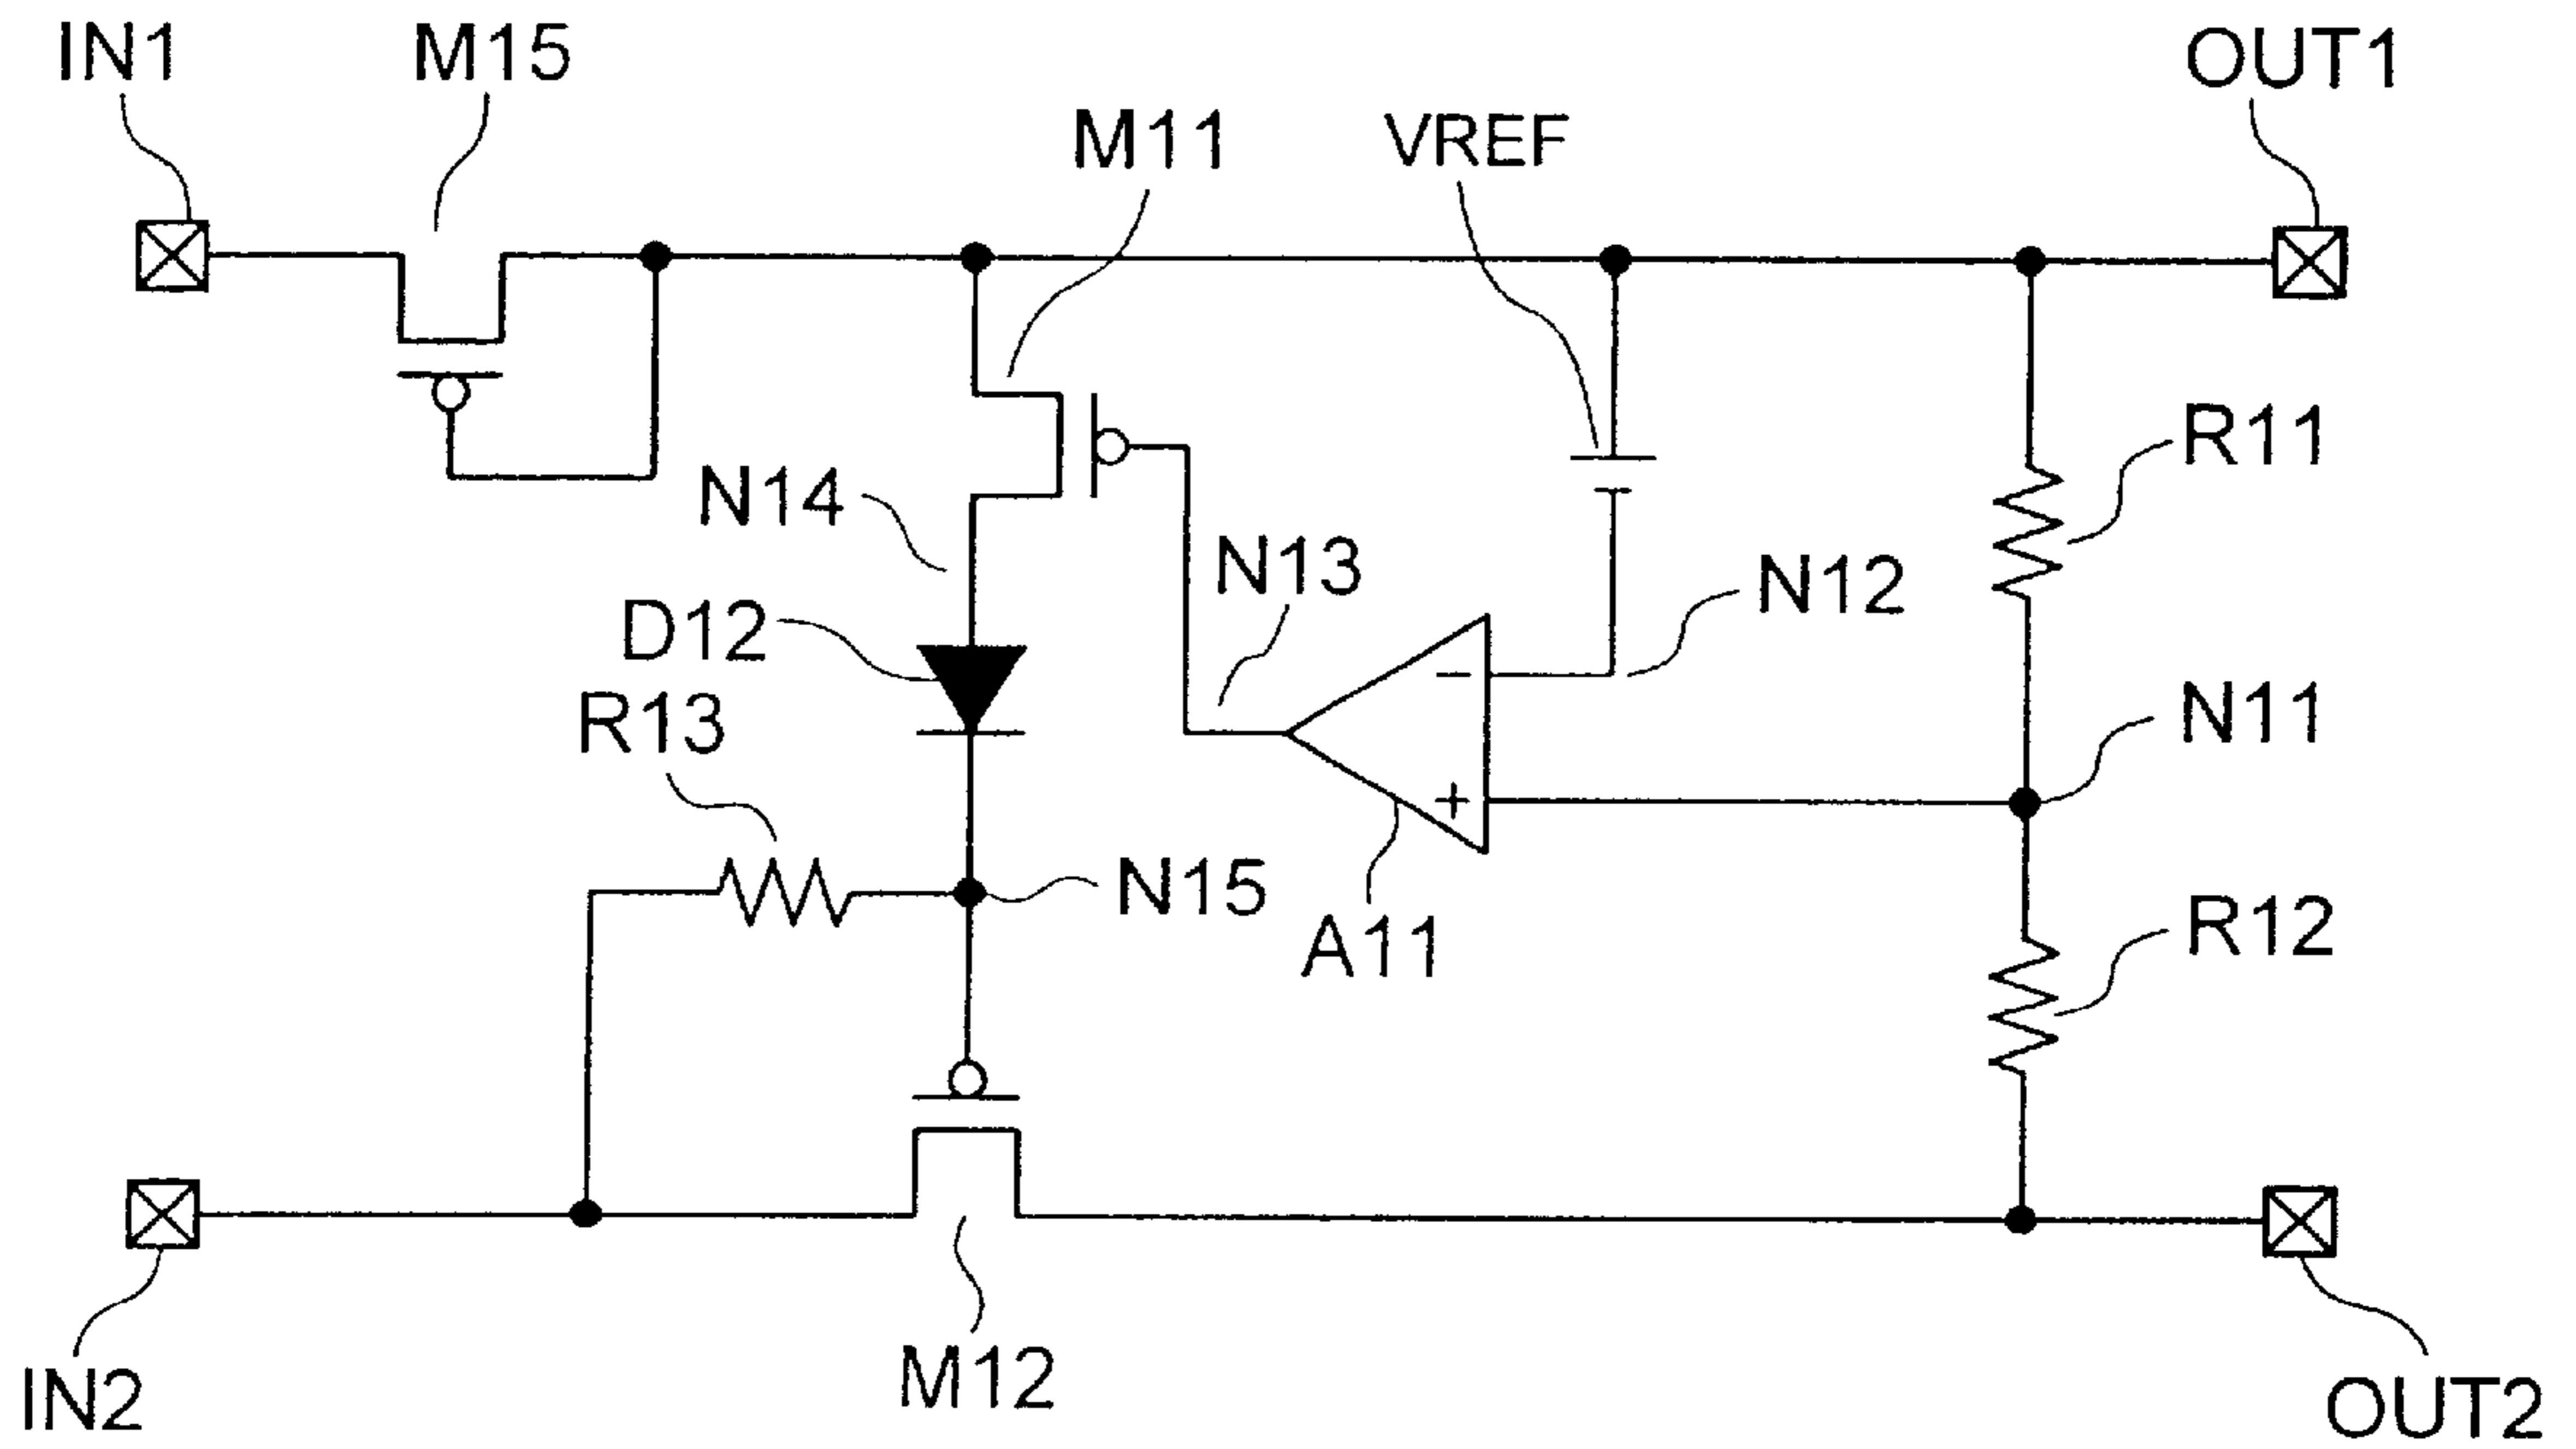 IN1
M15
M11
VREF
OUT1
R11
N14
N13
N12
D12
R13
N11
−
+
N15
A11
R12
M12
IN2
OUT2